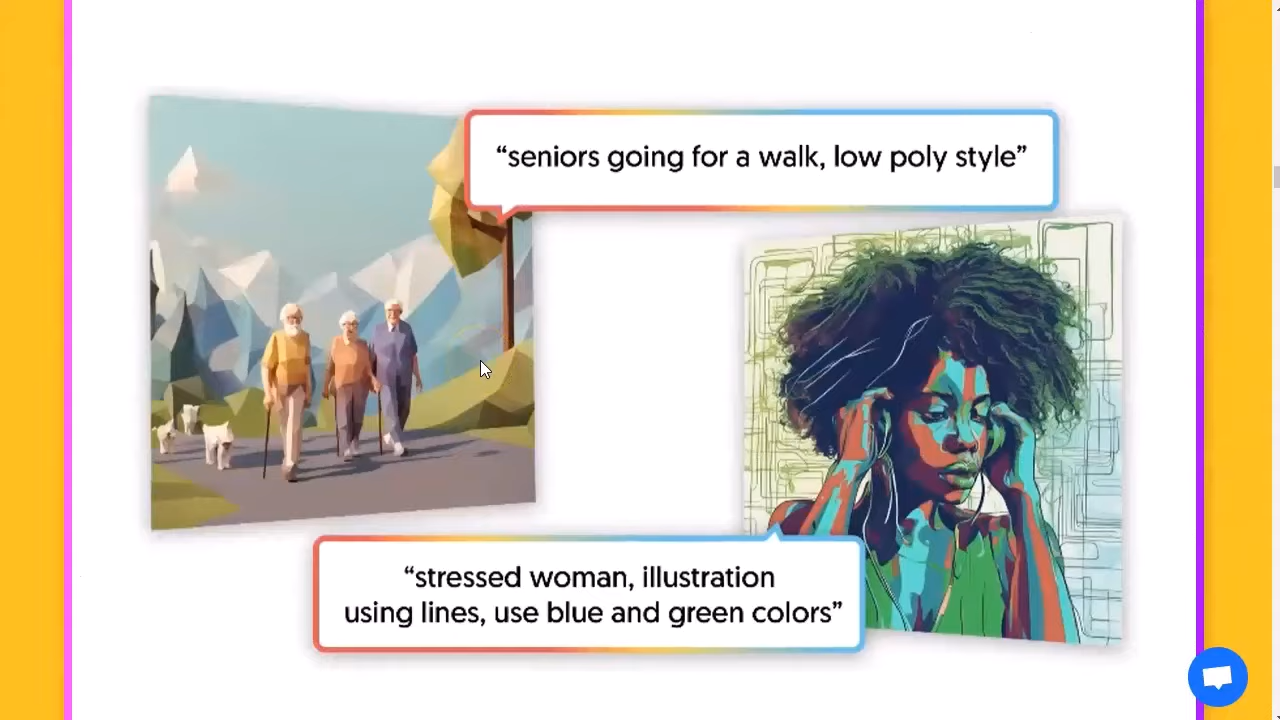 “seniors going for a walk, low poly style”
“stressed woman, illustration
using lines, use blue and green colors”